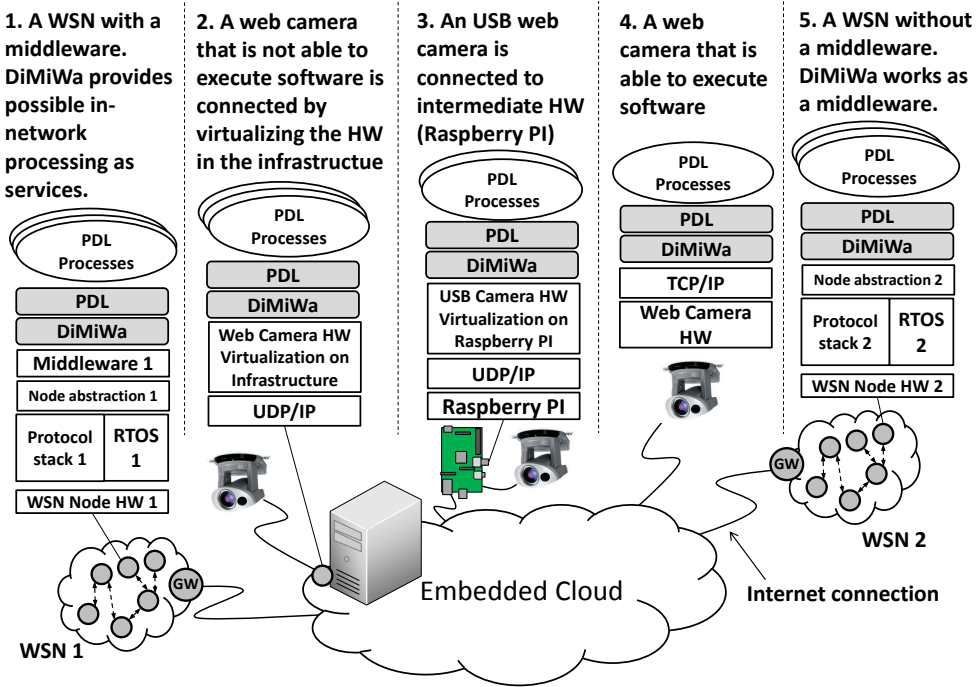 1. A WSN with a
middleware.
DiMiWa provides
possible in-
network
processing as
services.
PDL
Processes
PDL
DiMiWa
Middleware 1
Node abstraction 1
Protocol
stack 1
RTOS
1
WSN Node HW 1
GW
WSN 1
2. A web camera
that is not able to
execute software is
connected by
virtualizing the HW
in the infrastructue
PDL
Processes
PDL
DiMiWa
Web Camera HW
Virtualization on
Infrastructure
UDP/IP
3. An USB web
camera is
connected to
intermediate HW
(Raspberry PI)
PDL
Processes
PDL
DiMiWa
USB Camera HW
Virtualization on
Raspberry PI
UDP/IP
Raspberry PI
4. A web
camera that is
able to execute
software
PDL
Processes
PDL
DiMiWa
TCP/IP
Web Camera
HW
5. A WSN without
a middleware.
DiMiWa works as
a middleware.
PDL
Processes
PDL
DiMiWa
Node abstraction 2
Protocol
stack 2
RTOS
2
WSN Node HW 2
GW
WSN 2
Embedded Cloud
Internet connection